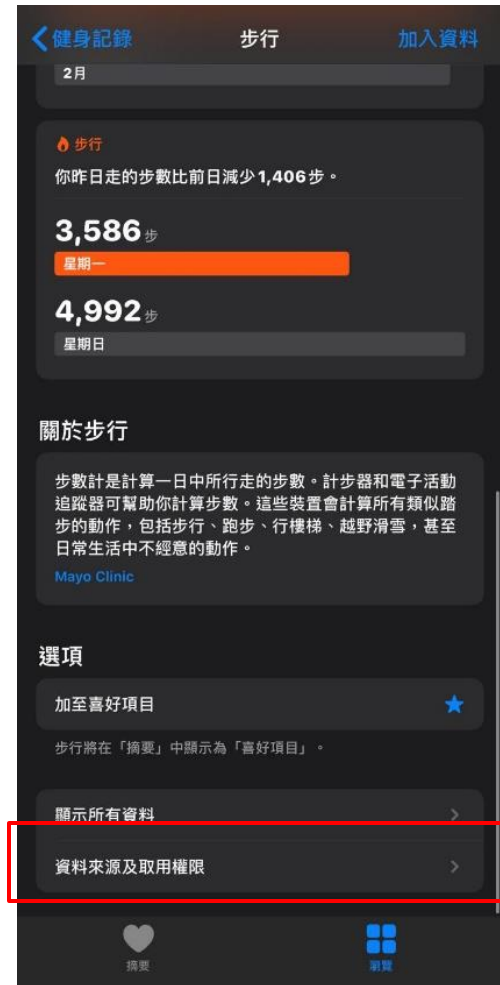 健身記錄 步行 加入資料
2月
步行
你昨日走的步數比前日減少1,406步。
3,586步
星期一
4,992步
星期日
關於步行
步數計是計算一日中所行走的步數。計步器和電子活動
追蹤器可幫助你計算步數。這些裝置會計算所有類似踏
步的動作,包括步行、跑步、行樓梯、越野滑雪,甚至
日常生活中不經意的動作。
Mayo Clinic
選項
加至喜好項目
步行將在「摘要」中顯示為「喜好項目」。
顯示所有資料
資料來源及取用權限
摘要 瀏覽